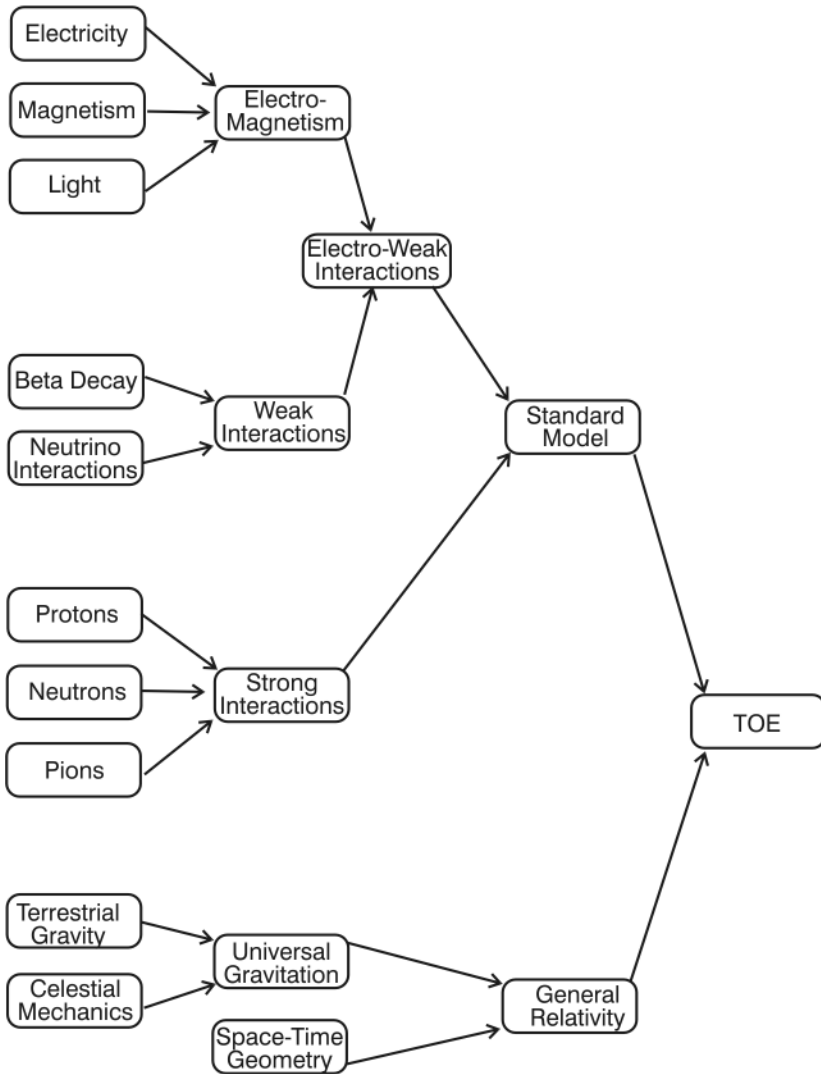 Electricity
Magnetism
Light
Electro-
Magnetism
Electro-Weak
Interactions
Beta Decay
Neutrino
Interactions
Weak
Interactions
Standard
Model
Protons
Neutrons
Pions
Strong
Interactions
TOE
Terrestrial
Gravity
Celestial
Mechanics
Universal
Gravitation
Space-Time
Geometry
General
Relativity